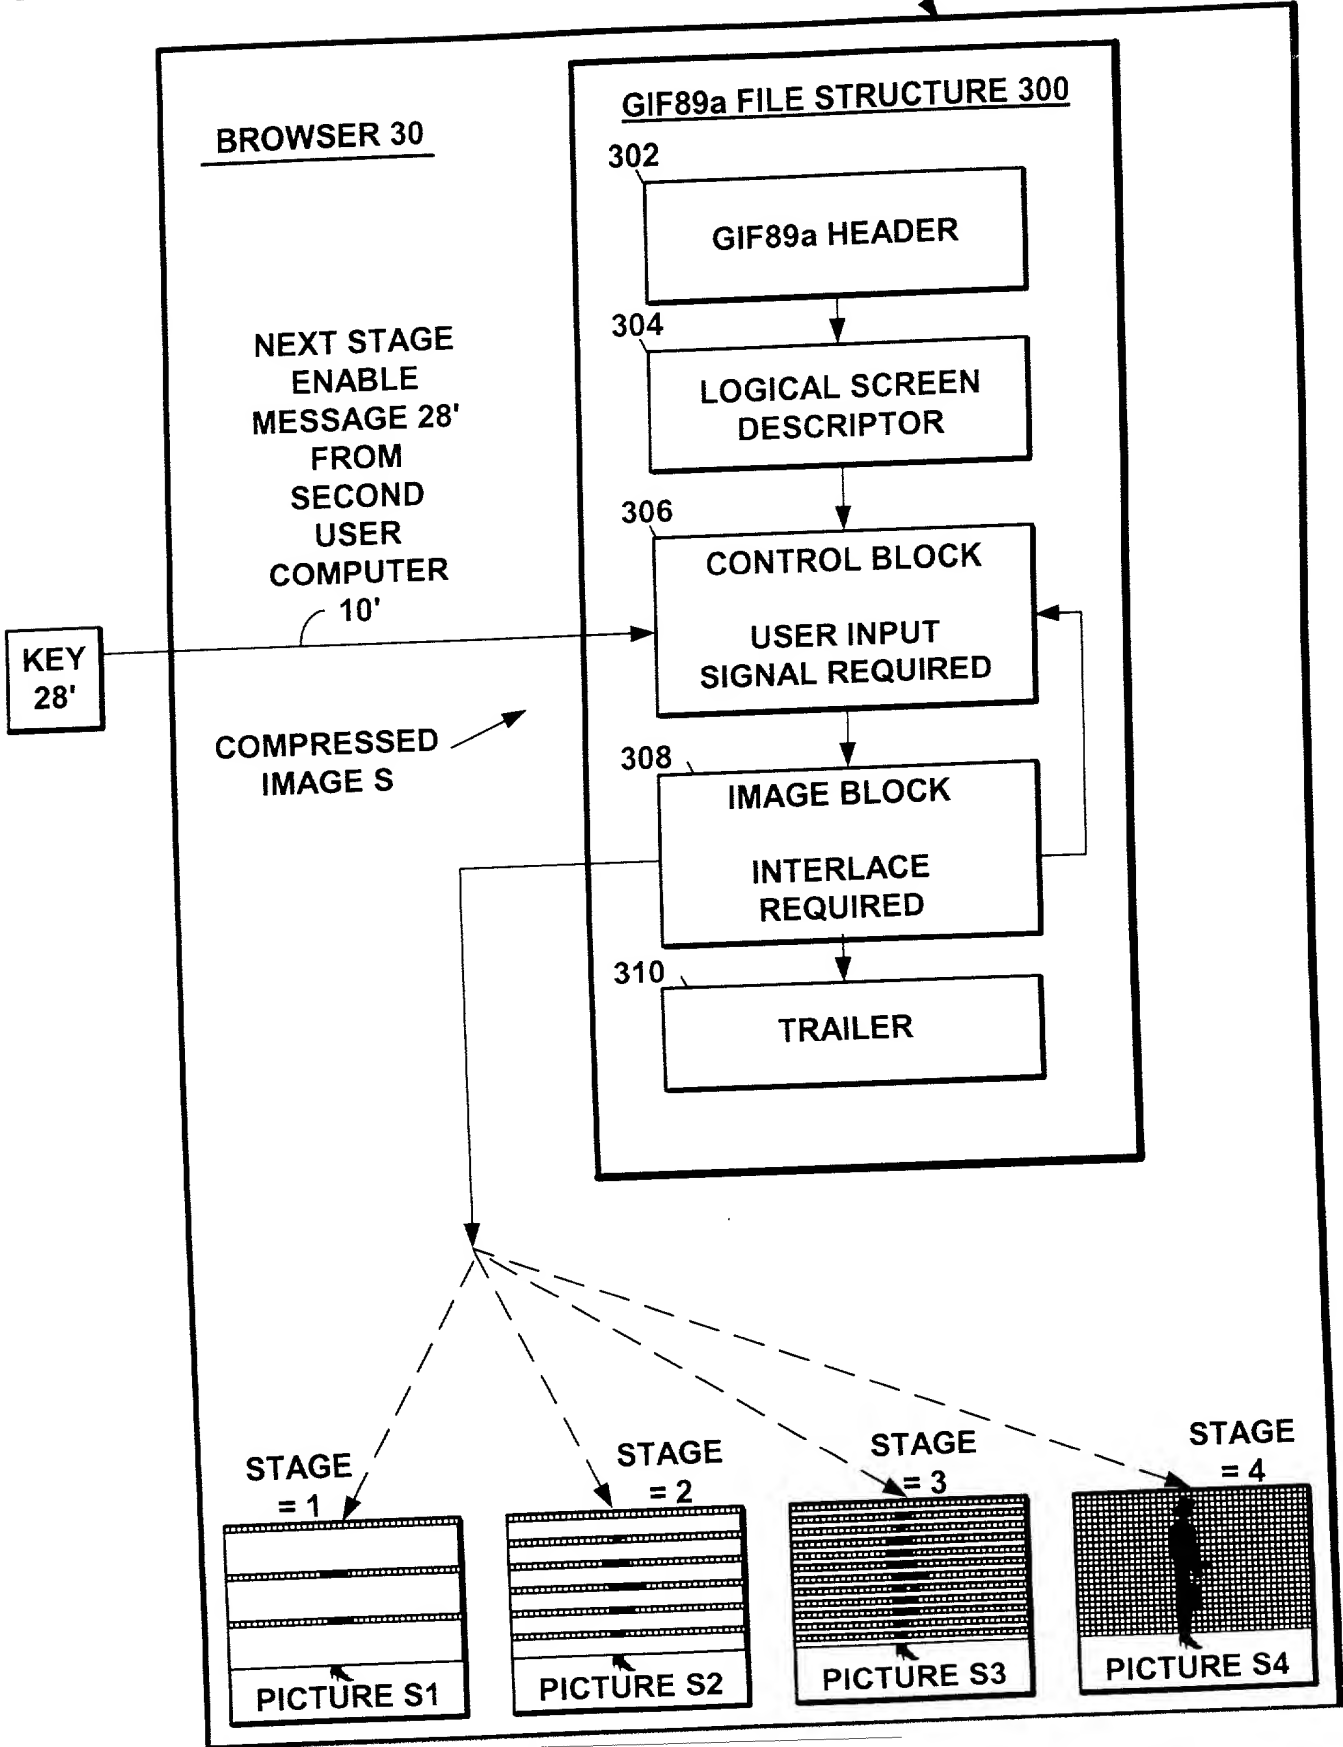 GIF89a FILE STRUCTURE 300
BROWSER 30
302
GIF89a HEADER
304
LOGICAL SCREEN
DESCRIPTOR
NEXT STAGE
ENABLE
MESSAGE 28'
FROM
SECOND
USER
COMPUTER
10'
306
CONTROL BLOCK
USER INPUT
SIGNAL REQUIRED
KEY
28'
COMPRESSED
IMAGE S
308
IMAGE BLOCK
INTERLACE
REQUIRED
310
TRAILER
STAGE
= 1
STAGE
= 2
STAGE
= 3
STAGE
= 4
PICTURE S1
PICTURE S2
PICTURE S3
PICTURE S4